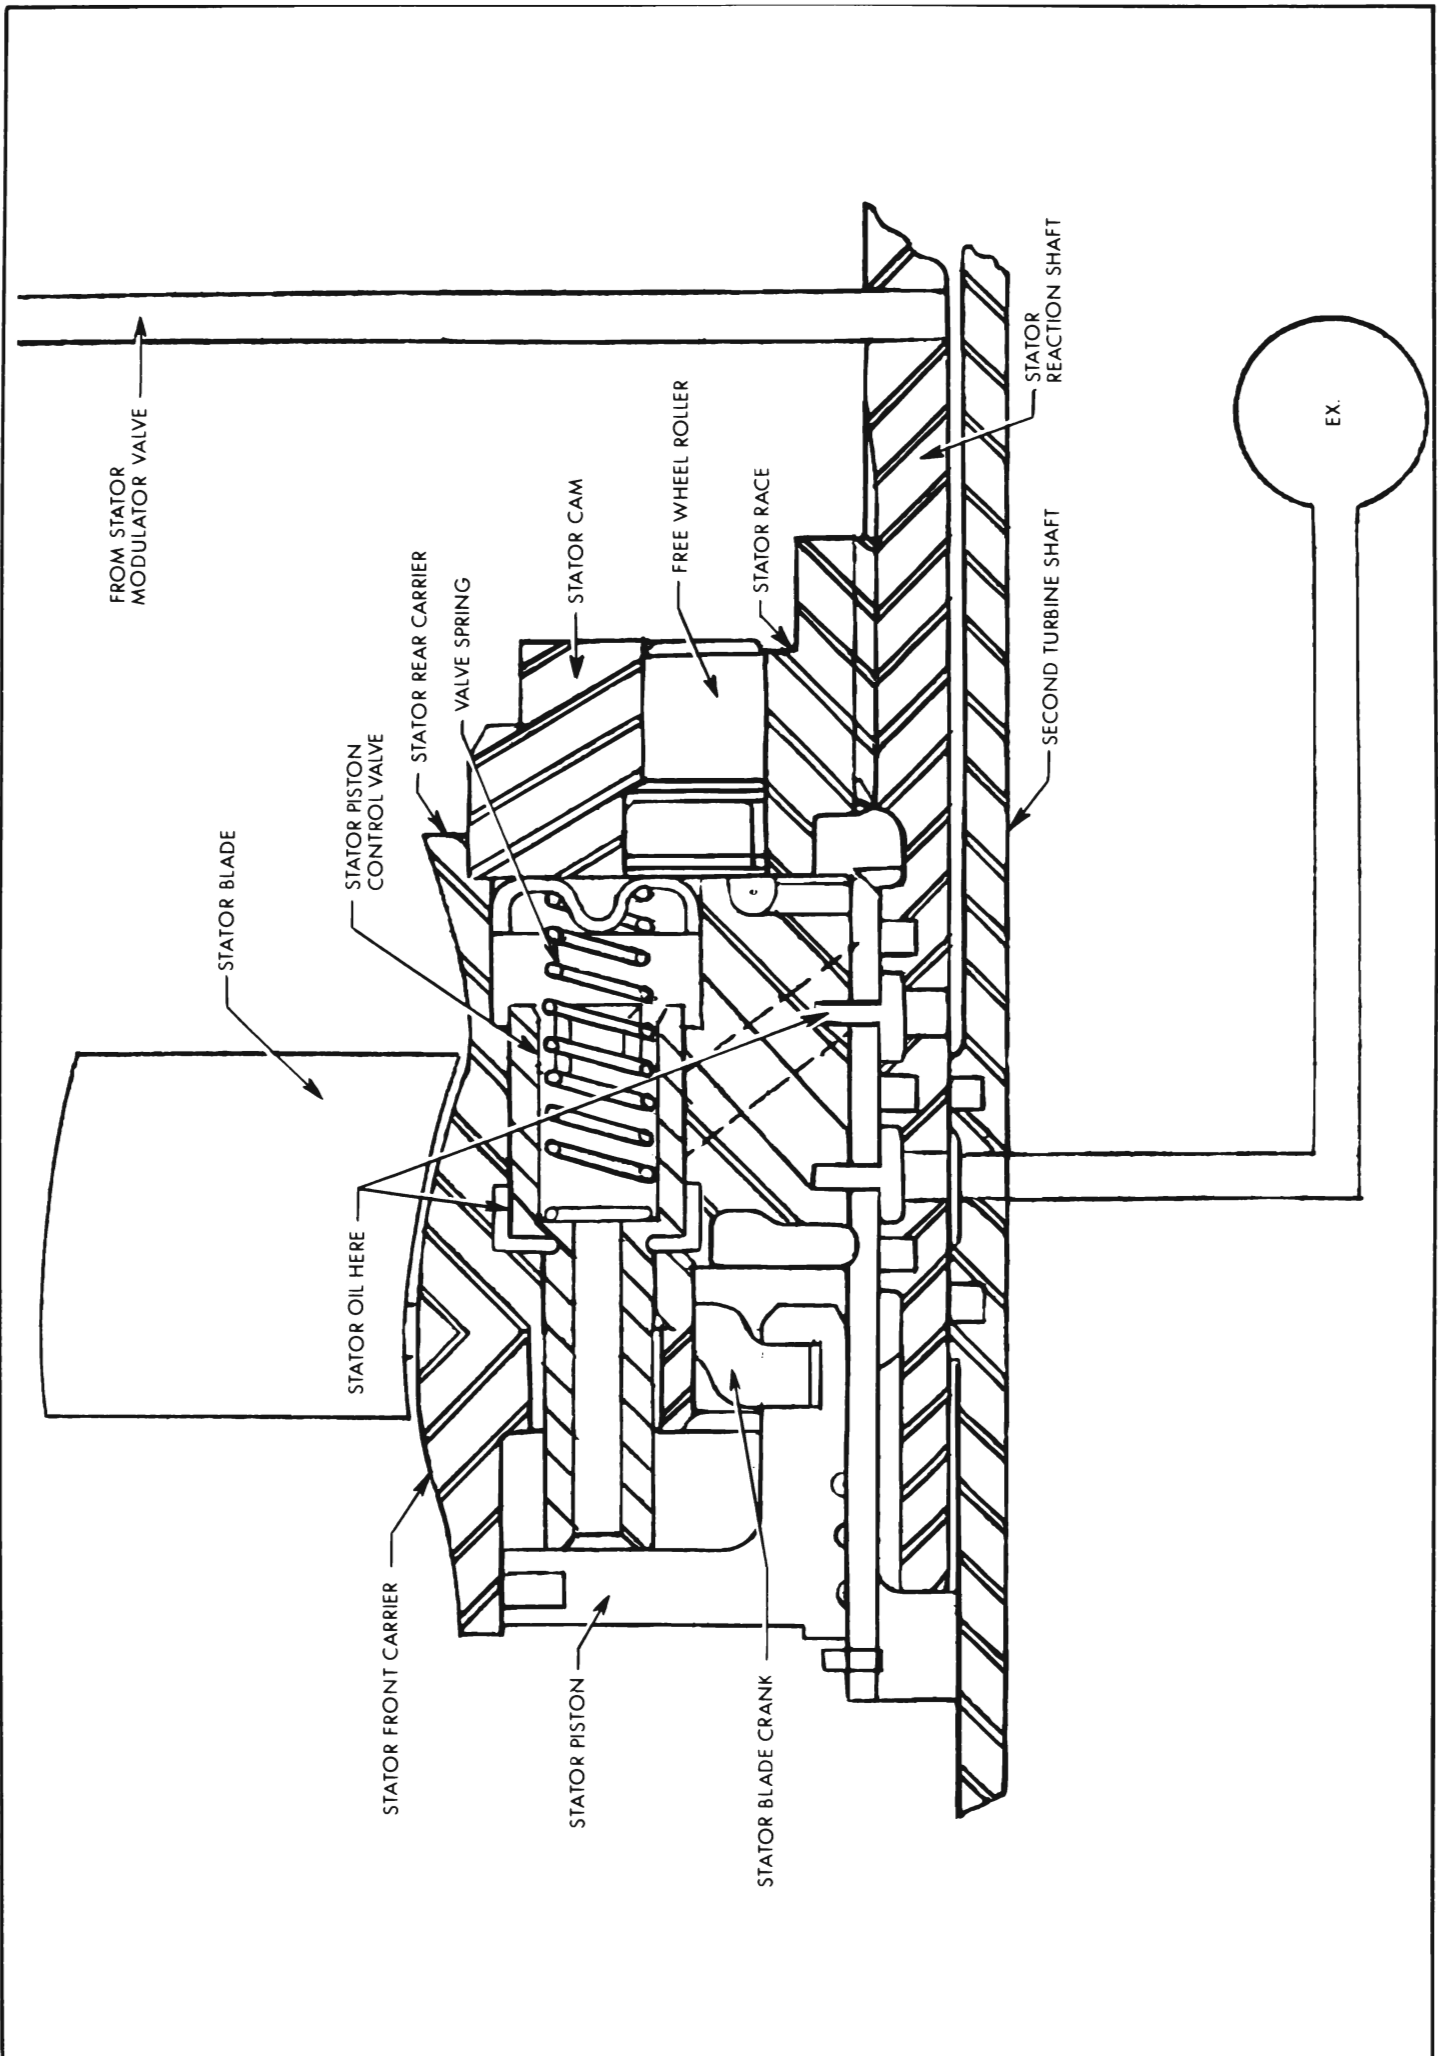 FROM STATOR
MODULATOR VALVE
STATOR BLADE
STATOR PISTON
CONTROL VALVE
STATOR REAR CARRIER
VALVE SPRING
STATOR CAM
FREE WHEEL ROLLER
STATOR RACE
STATOR
REACTION SHAFT
SECOND TURBINE SHAFT
EX.
STATOR OIL HERE
STATOR FRONT CARRIER
STATOR PISTON
STATOR BLADE CRANK